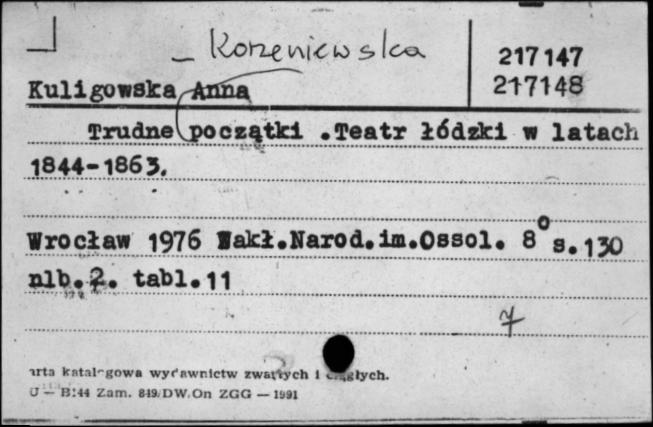 – Korzeniewska
217147
217148
Kuligowska Anna
Trudne początki .Teatr łódzki w latach
1844-1863.
Wrocław 1976 Wakł.Narod.im.Ossol. 8° s.130
nlb.2. tabl.11
7
arta katalogowa wydawnictw zwartych i ciągłych.
U — B:44 Zam. 849/DW.On ZGG — 1991